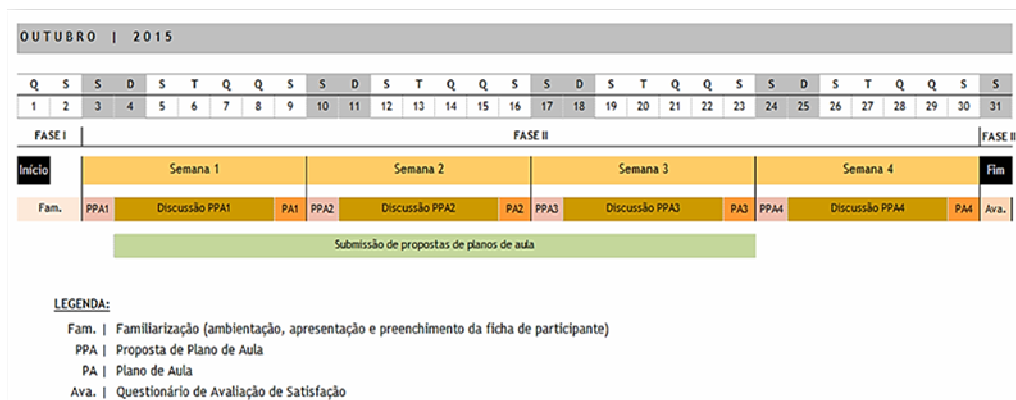 OUTUBRO | 2015
Q S S D S T Q Q S S D S T Q Q S S D S T Q Q S S D S T Q Q S S
1 2 3 4 5 6 7 8 9 10 11 12 13 14 15 16 17 18 19 20 21 22 23 24 25 26 27 28 29 30 31
FASE I FASE II FASE II
Início Semana 1 Semana 2 Semana 3 Semana 4 Fim
Fam. PPA1 Discussão PPA1 PA1 PPA2 Discussão PPA2 PA2 PPA3 Discussão PPA3 PA3 PPA4 Discussão PPA4 PA4 Ava.
Submissão de propostas de planos de aula
LEGENDA:
Fam. | Familiarização (ambientação, apresentação e preenchimento da ficha de participante)
PPA | Proposta de Plano de Aula
PA | Plano de Aula
Ava. | Questionário de Avaliação de Satisfação